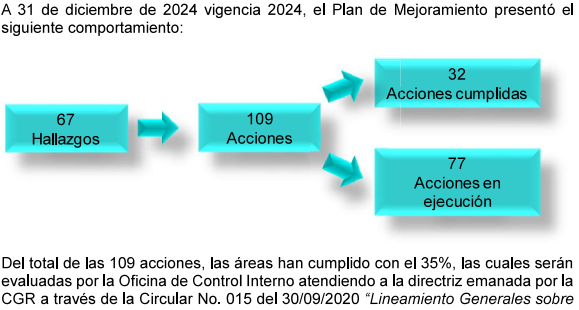 A 31 de diciembre de 2024 vigencia 2024, el Plan de Mejoramiento presentó el
siguiente comportamiento:
67
Hallazgos
109
Acciones
32
Acciones cumplidas
77
Acciones en
ejecución
Del total de las 109 acciones, las áreas han cumplido con el 35%, las cuales serán
evaluadas por la Oficina de Control Interno atendiendo a la directriz emanada por la
CGR a través de la Circular No. 015 del 30/09/2020 “Lineamiento Generales sobre